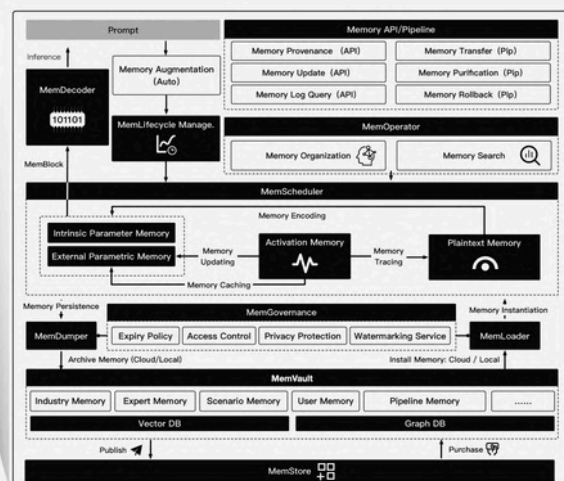 Prompt
Memory API/Pipeline
Inference
Memory Provenance (API)
Memory Transfer (Pip)
Memory Augmentation
(Auto)
Memory Update (API)
Memory Purification (Pip)
MemDecoder
Memory Log Query (API)
Memory Rollback (Pip)
101101
MemLifecycle Manage.
MemOperator
Memory Organization
Memory Search
MemBlock
MemScheduler
Memory Encoding
Intrinsic Parameter Memory
External Parametric Memory
Memory
Updating
Activation Memory
Memory
Tracing
Plaintext Memory
Memory Caching
Memory Persistence
MemGovernance
Memory Instantiation
MemDumper
Expiry Policy
Access Control
Privacy Protection
Watermarking Service
MemLoader
Archive Memory (Cloud/Local)
Install Memory: Cloud / Local
MemVault
Industry Memory
Expert Memory
Scenario Memory
User Memory
Pipeline Memory
......
Vector DB
Graph DB
Publish
Purchase
MemStore